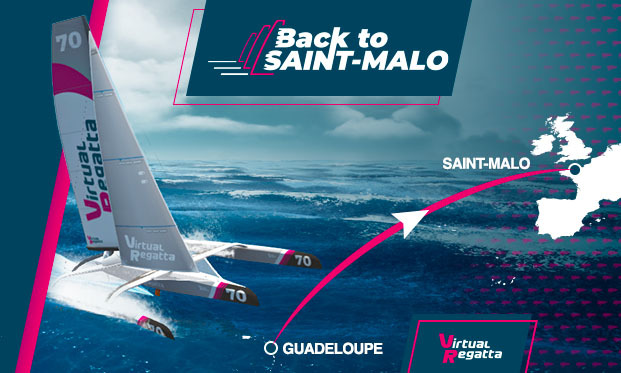 Back to
SAINT-MALO
70
Virtual
Regatta
Virtual
Regatta
70
70
SAINT-MALO
GUADELOUPE
Virtual
Regatta